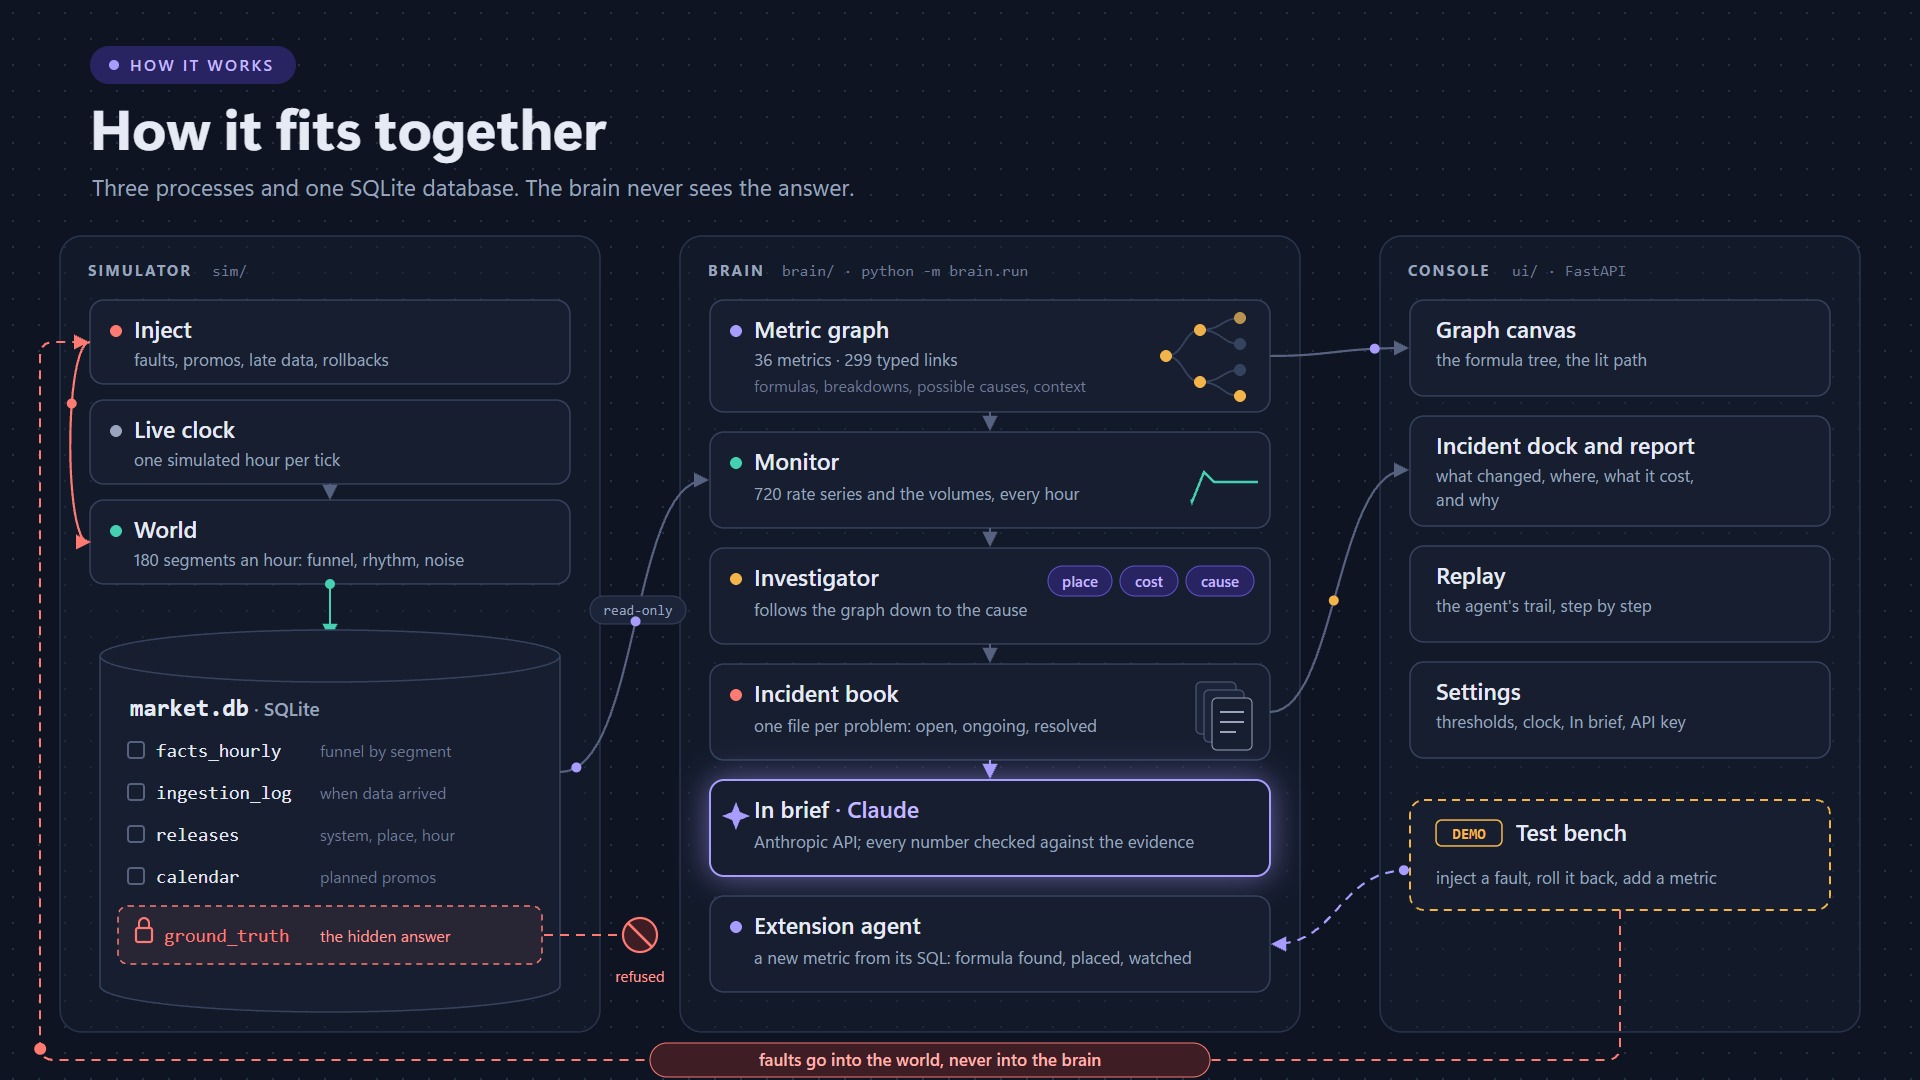 HOW IT WORKS
How it fits together
Three processes and one SQLite database. The brain never sees the answer.
SIMULATOR sim/
Inject
faults, promos, late data, rollbacks
Live clock
one simulated hour per tick
World
180 segments an hour: funnel, rhythm, noise
market.db · SQLite
facts_hourly funnel by segment
ingestion_log when data arrived
releases system, place, hour
calendar planned promos
ground_truth the hidden answer
refused
read-only
BRAIN brain/ · python -m brain.run
Metric graph
36 metrics · 299 typed links
formulas, breakdowns, possible causes, context
Monitor
720 rate series and the volumes, every hour
Investigator place cost cause
follows the graph down to the cause
Incident book
one file per problem: open, ongoing, resolved
In brief · Claude
Anthropic API; every number checked against the evidence
Extension agent
a new metric from its SQL: formula found, placed, watched
CONSOLE ui/ · FastAPI
Graph canvas
the formula tree, the lit path
Incident dock and report
what changed, where, what it cost,
and why
Replay
the agent's trail, step by step
Settings
thresholds, clock, In brief, API key
DEMO Test bench
inject a fault, roll it back, add a metric
faults go into the world, never into the brain